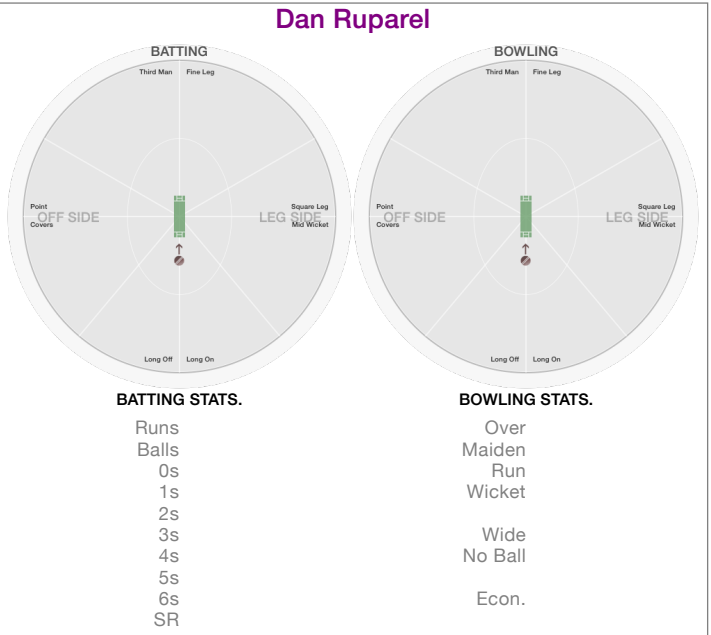 Dan Ruparel
BATTING
Third Man Fine Leg
Point
OFF SIDE
Covers
Square Leg
LEG SIDE
Mid Wicket
Long Off Long On
BOWLING
Third Man Fine Leg
Point
OFF SIDE
Covers
Square Leg
LEG SIDE
Mid Wicket
Long Off Long On
BATTING STATS.
Runs
Balls
0s
1s
2s
3s
4s
5s
6s
SR
BOWLING STATS.
Over
Maiden
Run
Wicket
Wide
No Ball
Econ.